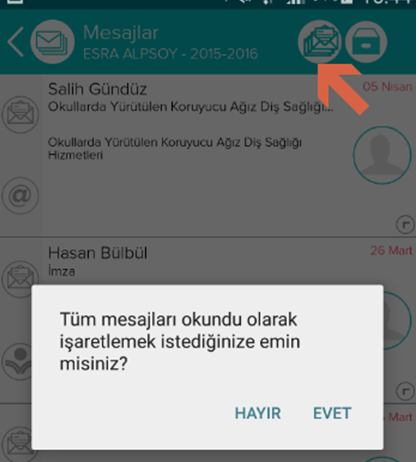 Mesajlar
ESRA ALPSOY - 2015-2016
Salih Gündüz
05 Nisan
Okullarda Yürütülen Koruyucu Ağız Diş Sağlığı...
Okullarda Yürütülen Koruyucu Ağız Diş Sağlığı
Hizmetleri
@
Hasan Bülbül
26 Mart
İmza
Tüm mesajları okundu olarak
işaretlemek istediğinize emin
misiniz?
HAYIR EVET
Mart